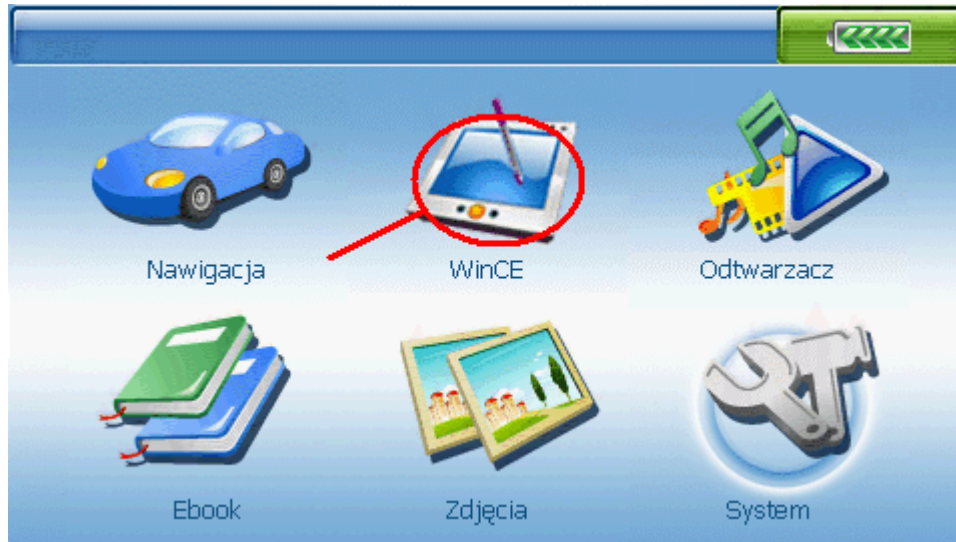 Nawigacja
WinCE
Odtwarzacz
Ebook
Zdjęcia
System